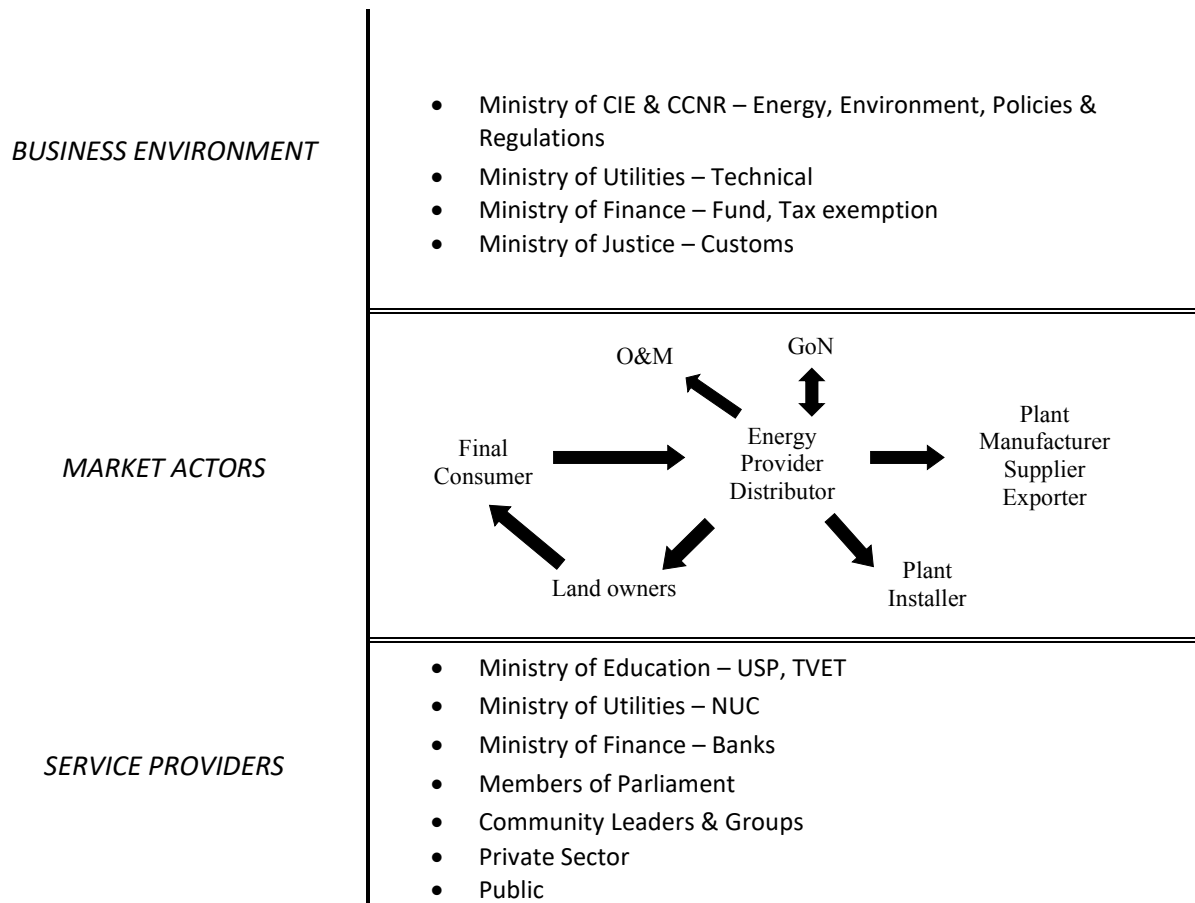 BUSINESS ENVIRONMENT
• Ministry of CIE & CCNR – Energy, Environment, Policies &
Regulations
• Ministry of Utilities – Technical
• Ministry of Finance – Fund, Tax exemption
• Ministry of Justice – Customs
MARKET ACTORS
O&M
GoN
Final
Consumer
Energy
Provider
Distributor
Plant
Manufacturer
Supplier
Exporter
Land owners
Plant
Installer
SERVICE PROVIDERS
• Ministry of Education – USP, TVET
• Ministry of Utilities – NUC
• Ministry of Finance – Banks
• Members of Parliament
• Community Leaders & Groups
• Private Sector
• Public